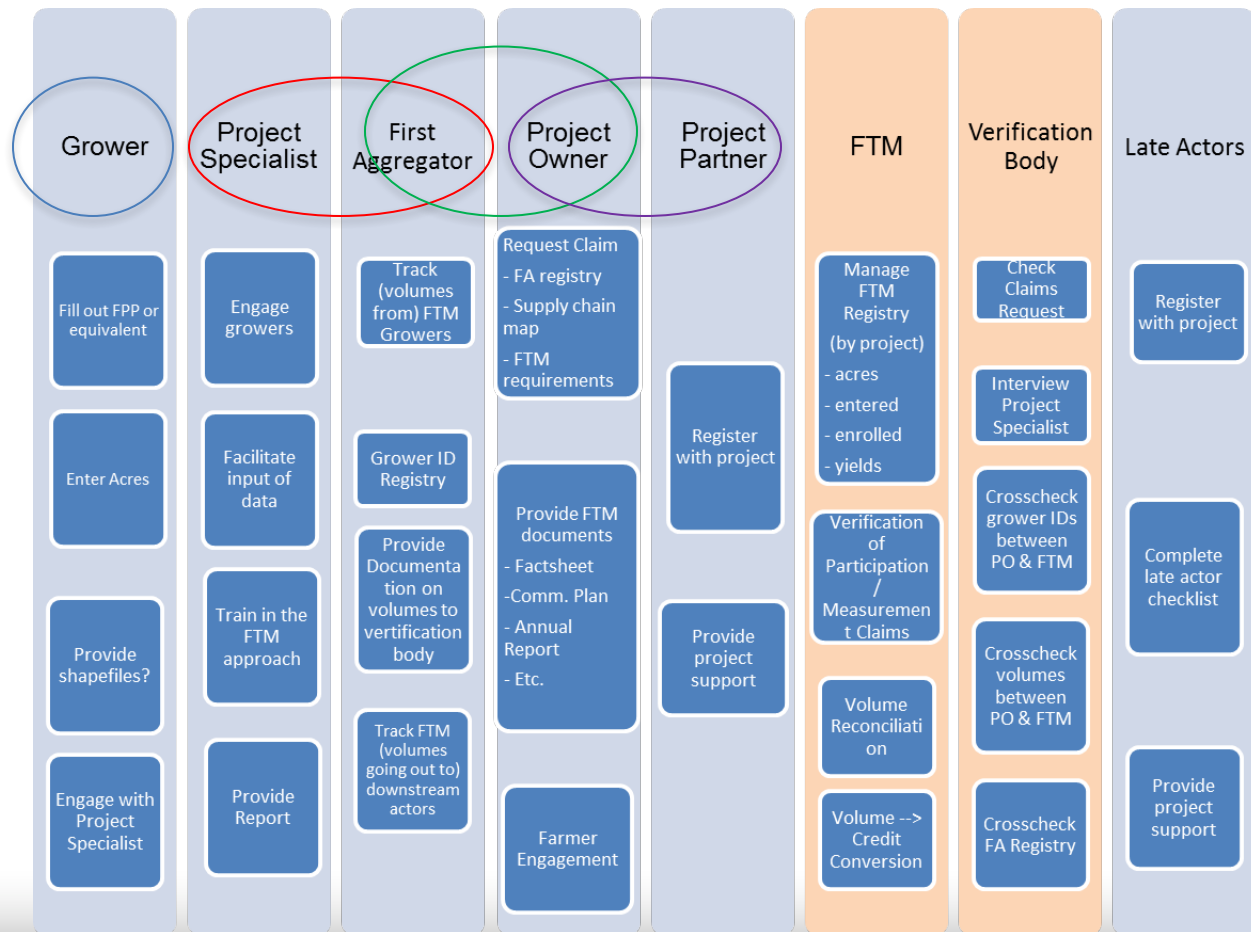 Grower
Project
Specialist
First
Aggregator
Project
Owner
Project
Partner
FTM
Verification
Body
Late Actors
Fill out FPP or
equivalent
Enter Acres
Provide
shapefiles?
Engage with
Project
Specialist
Engage
growers
Facilitate
input of
data
Train in the
FTM
approach
Provide
Report
Track
(volumes
from) FTM
Growers
Grower ID
Registry
Provide
Documenta
tion on
volumes to
vertification
body
Track FTM
(volumes
going out to)
downstream
actors
Request Claim
- FA registry
- Supply chain
map
- FTM
requirements
Provide FTM
documents
- Factsheet
-Comm. Plan
- Annual
Report
- Etc.
Farmer
Engagement
Register
with project
Provide
project
support
Manage
FTM
Registry
(by project)
- acres
- entered
- enrolled
- yields
Verification
of
Participation
/
Measuremen
t Claims
Volume
Reconciliati
on
Volume -->
Credit
Conversion
Check
Claims
Request
Interview
Project
Specialist
Crosscheck
grower IDs
between
PO & FTM
Crosscheck
volumes
between
PO & FTM
Crosscheck
FA Registry
Register
with project
Complete
late actor
checklist
Provide
project
support